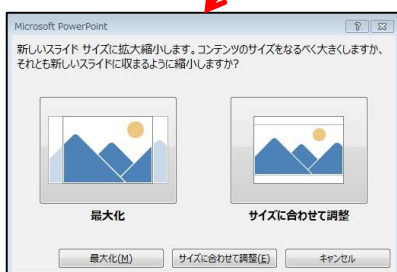 Microsoft PowerPoint
新しいスライド サイズに拡大縮小します。コンテンツのサイズをなるべく大きくしますか、
それとも新しいスライドに収まるように縮小しますか?
最大化
サイズに合わせて調整
最大化(M)
サイズに合わせて調整(E)
キャンセル